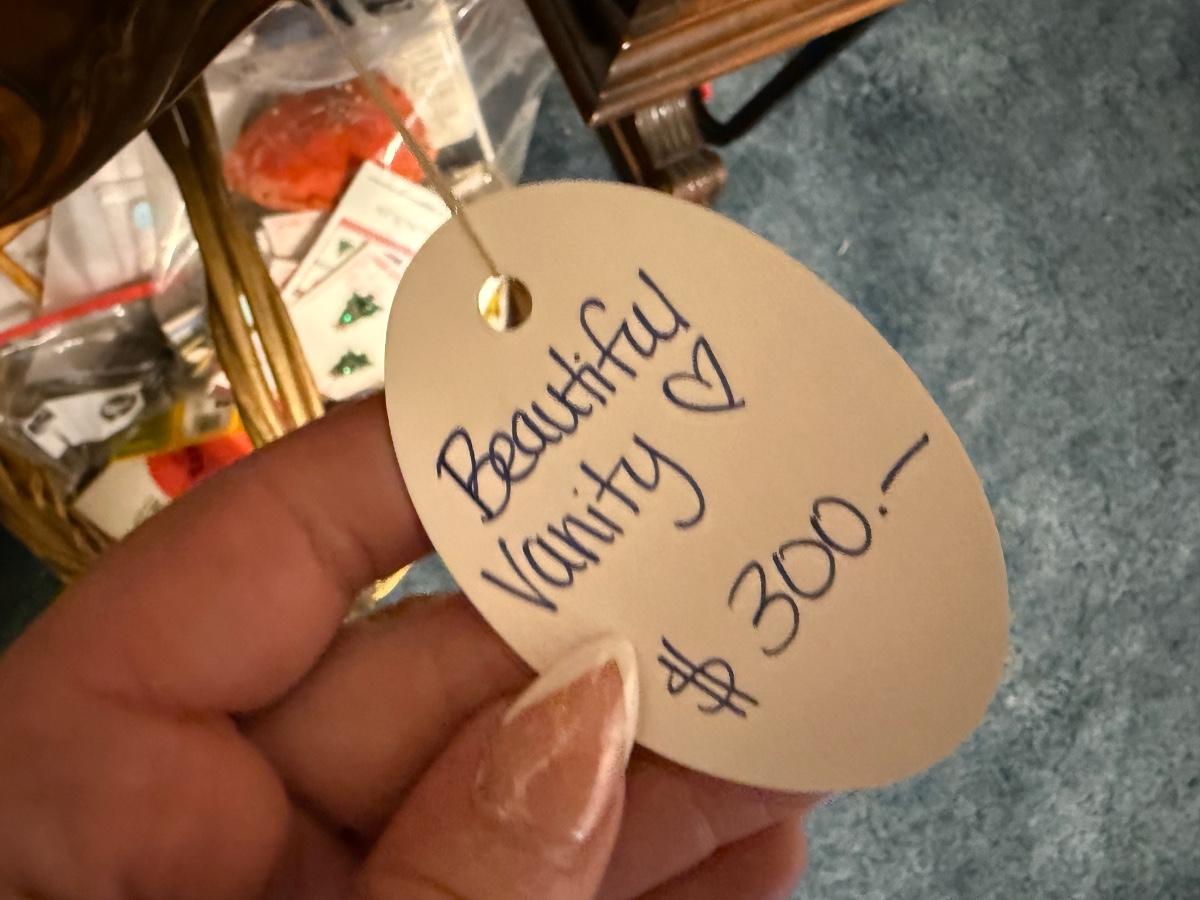 Beautiful
Vanity ♡
$ 300.-